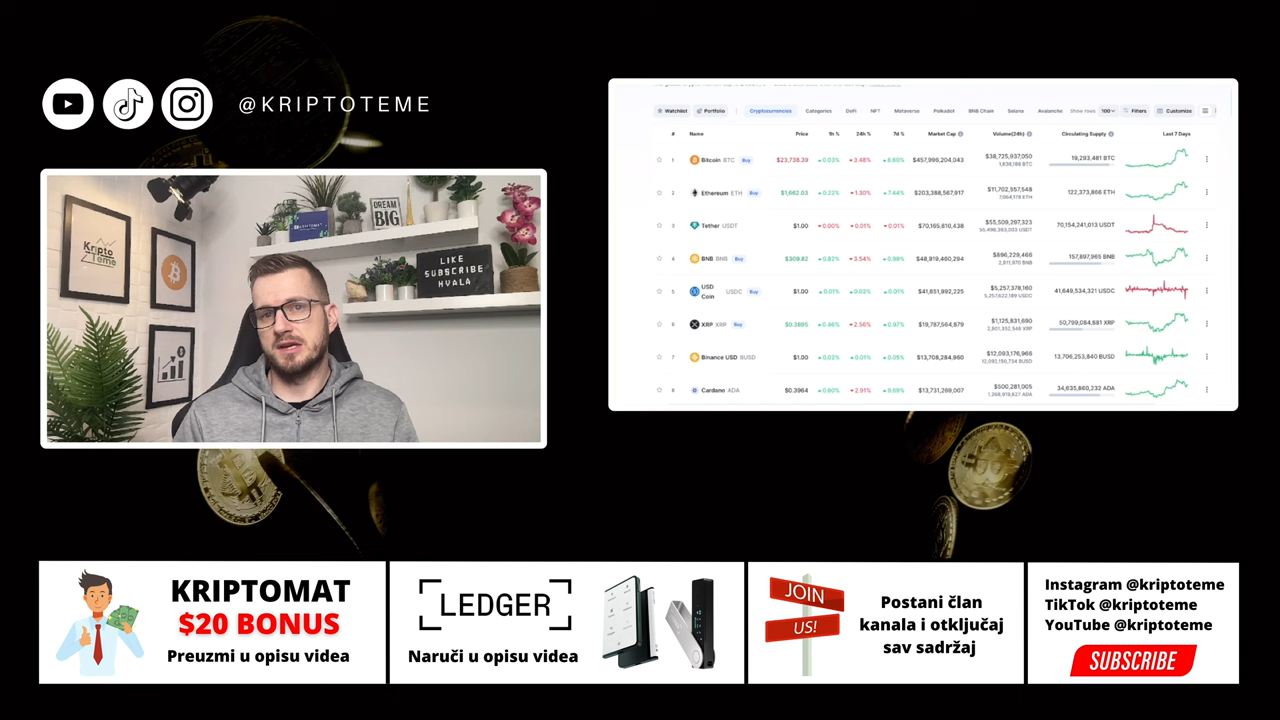 @KRIPTOTEME
Kripto
Teme
DREAM
BIG
LIKE
SUBSCRIBE
HVALA
Watchlist Portfolio Cryptocurrencies Categories DeFi NFT Metaverse Polkadot BNB Chain Solana Avalanche Show rows 100 Filters Customize
# Name Price 1h % 24h % 7d % Market Cap Volume(24h) Circulating Supply Last 7 Days
1 Bitcoin BTC Buy $23,738.39 0.03% 3.48% 8.60% $457,996,204,043 $38,725,937,050 19,293,481 BTC
2 Ethereum ETH Buy $1,662.03 0.22% 1.30% 7.44% $203,388,567,917 $11,702,557,548 122,373,866 ETH
3 Tether USDT $1.00 0.00% 0.01% 0.01% $70,165,810,438 $55,509,297,323 70,154,241,013 USDT
4 BNB BNB Buy $309.82 0.82% 3.54% 0.98% $48,919,460,294 $896,229,466 157,897,965 BNB
5 USD Coin USDC Buy $1.00 0.01% 0.02% 0.01% $41,651,992,225 $5,257,378,160 41,649,534,321 USDC
6 XRP XRP Buy $0.3895 0.86% 2.56% 0.97% $19,787,564,879 $1,125,831,690 50,799,084,881 XRP
7 Binance USD BUSD $1.00 0.02% 0.01% 0.05% $13,708,284,960 $12,093,176,966 13,706,253,840 BUSD
8 Cardano ADA $0.3964 0.60% 2.91% 8.69% $13,731,269,007 $500,281,005 34,635,860,232 ADA
KRIPTOMAT
$20 BONUS
Preuzmi u opisu videa
LEDGER
Naruči u opisu videa
JOIN
US!
Postani član
kanala i otključaj
sav sadržaj
Instagram @kriptoteme
TikTok @kriptoteme
YouTube @kriptoteme
SUBSCRIBE